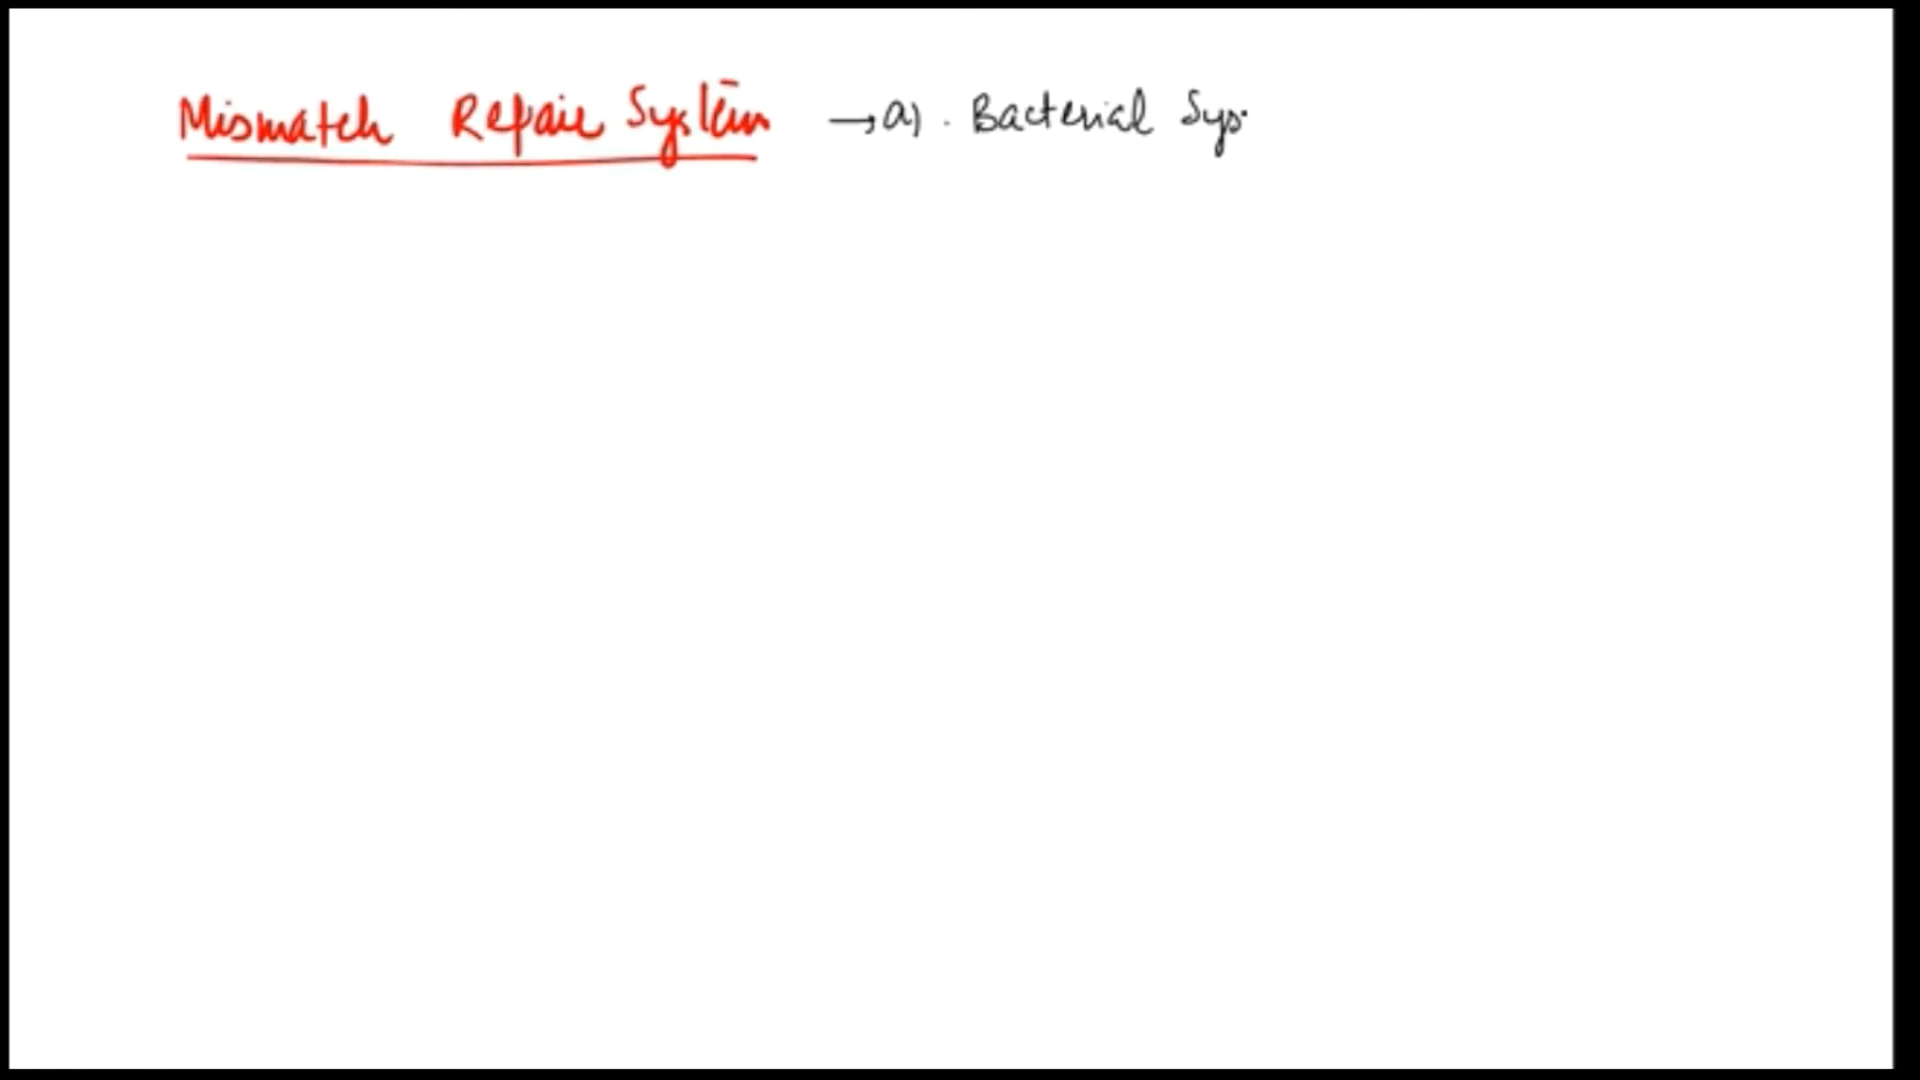 Mismatch Repair System → a). Bacterial Sys.